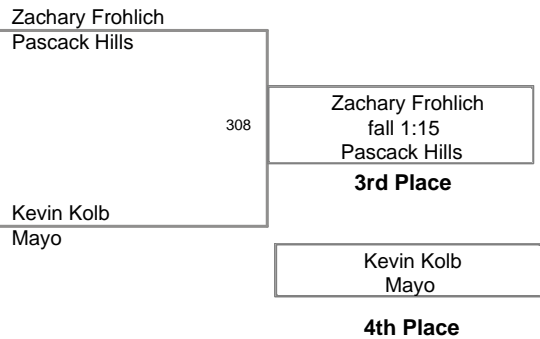 Zachary Frohlich
Pascack Hills
308
Zachary Frohlich
fall 1:15
Pascack Hills
3rd Place
Kevin Kolb
Mayo
Kevin Kolb
Mayo
4th Place